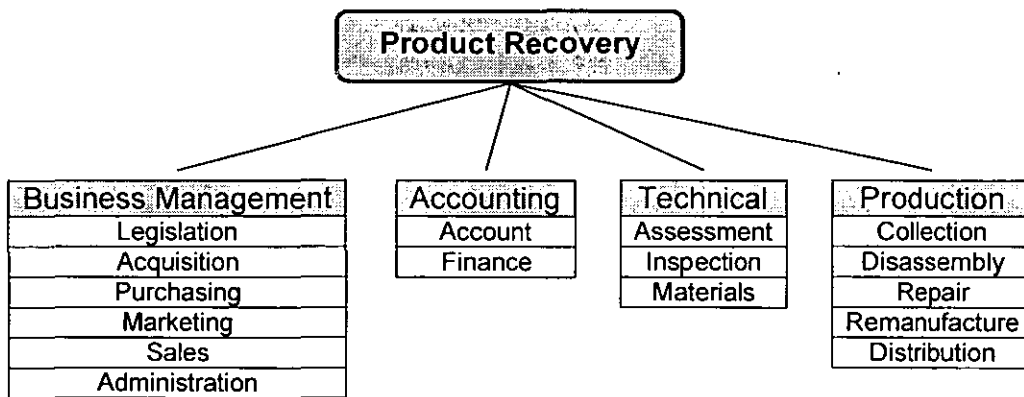 Product Recovery
Business Management
Legislation
Acquisition
Purchasing
Marketing
Sales
Administration
Accounting
Account
Finance
Technical
Assessment
Inspection
Materials
Production
Collection
Disassembly
Repair
Remanufacture
Distribution